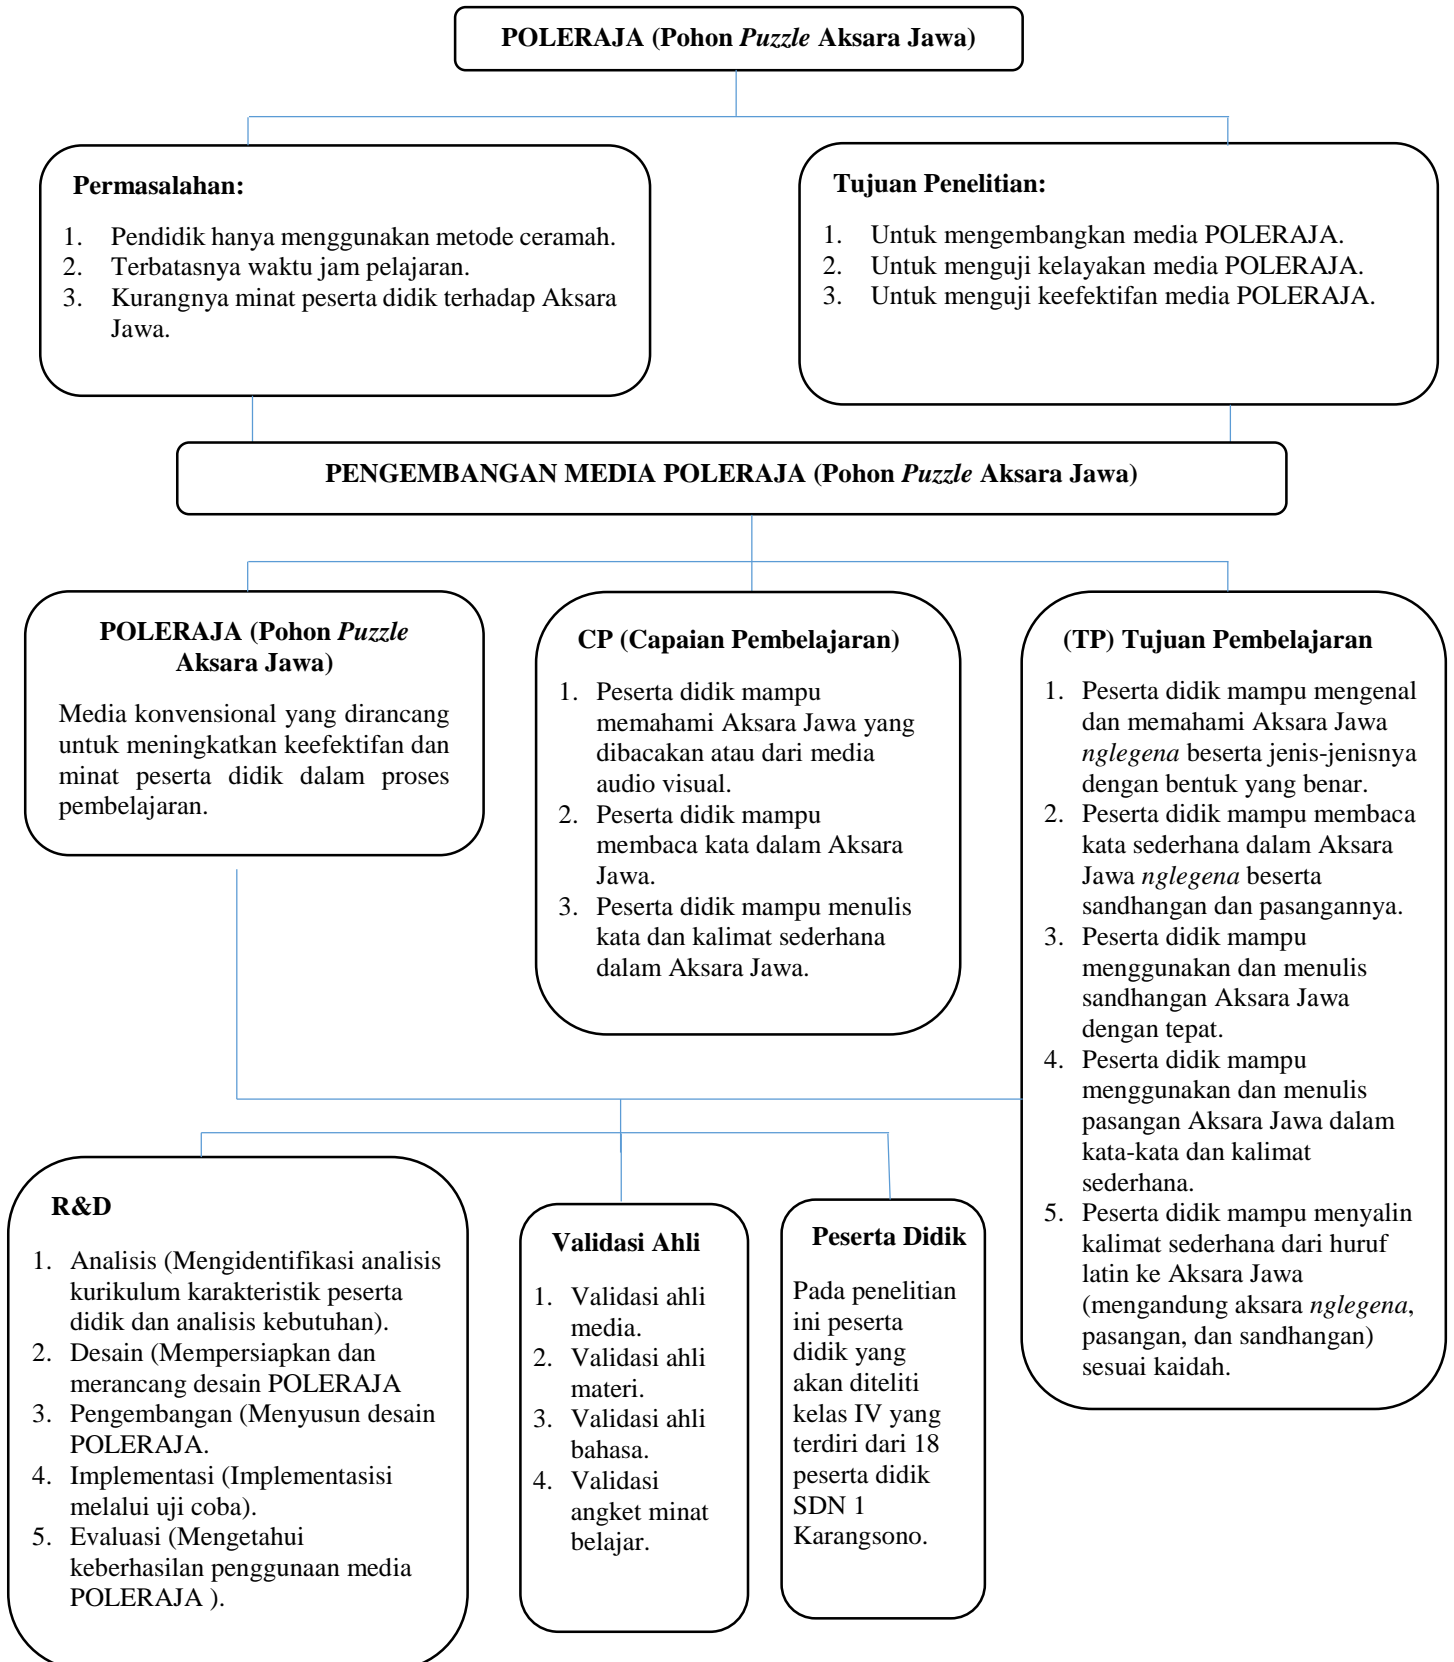 POLERAJA (Pohon Puzzle Aksara Jawa)
Permasalahan:
1. Pendidik hanya menggunakan metode ceramah.
2. Terbatasnya waktu jam pelajaran.
3. Kurangnya minat peserta didik terhadap Aksara
Jawa.
Tujuan Penelitian:
1. Untuk mengembangkan media POLERAJA.
2. Untuk menguji kelayakan media POLERAJA.
3. Untuk menguji keefektifan media POLERAJA.
PENGEMBANGAN MEDIA POLERAJA (Pohon Puzzle Aksara Jawa)
POLERAJA (Pohon Puzzle
Aksara Jawa)
Media konvensional yang dirancang
untuk meningkatkan keefektifan dan
minat peserta didik dalam proses
pembelajaran.
CP (Capaian Pembelajaran)
1. Peserta didik mampu
memahami Aksara Jawa yang
dibacakan atau dari media
audio visual.
2. Peserta didik mampu
membaca kata dalam Aksara
Jawa.
3. Peserta didik mampu menulis
kata dan kalimat sederhana
dalam Aksara Jawa.
(TP) Tujuan Pembelajaran
1. Peserta didik mampu mengenal
dan memahami Aksara Jawa
nglegena beserta jenis-jenisnya
dengan bentuk yang benar.
2. Peserta didik mampu membaca
kata sederhana dalam Aksara
Jawa nglegena beserta
sandhangan dan pasangannya.
3. Peserta didik mampu
menggunakan dan menulis
sandhangan Aksara Jawa
dengan tepat.
4. Peserta didik mampu
menggunakan dan menulis
pasangan Aksara Jawa dalam
kata-kata dan kalimat
sederhana.
5. Peserta didik mampu menyalin
kalimat sederhana dari huruf
latin ke Aksara Jawa
(mengandung aksara nglegena,
pasangan, dan sandhangan)
sesuai kaidah.
R&D
1. Analisis (Mengidentifikasi analisis
kurikulum karakteristik peserta
didik dan analisis kebutuhan).
2. Desain (Mempersiapkan dan
merancang desain POLERAJA
3. Pengembangan (Menyusun desain
POLERAJA.
4. Implementasi (Implementasisi
melalui uji coba).
5. Evaluasi (Mengetahui
keberhasilan penggunaan media
POLERAJA ).
Validasi Ahli
1. Validasi ahli
media.
2. Validasi ahli
materi.
3. Validasi ahli
bahasa.
4. Validasi
angket minat
belajar.
Peserta Didik
Pada penelitian
ini peserta
didik yang
akan diteliti
kelas IV yang
terdiri dari 18
peserta didik
SDN 1
Karangsono.